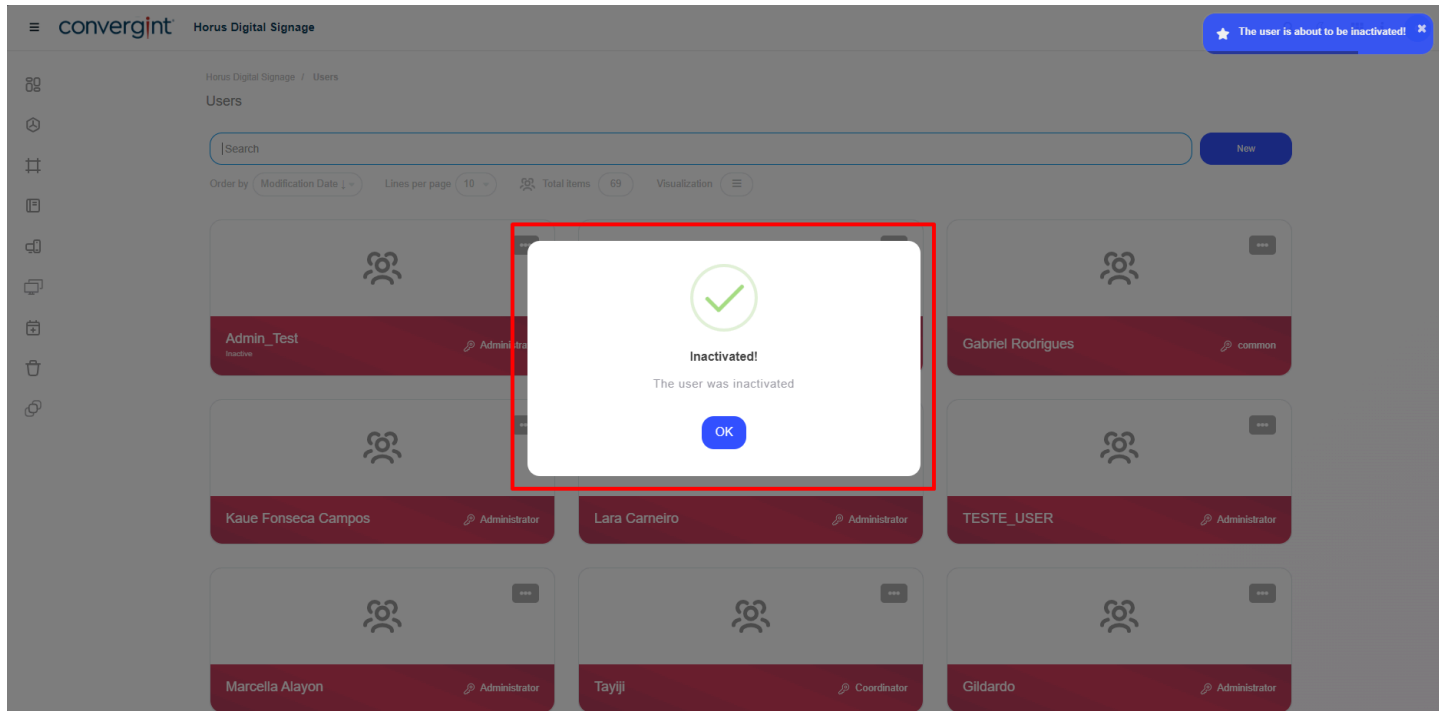 convergint Horus Digital Signage
The user is about to be inactivated!
Horus Digital Signage / Users
Users
Search
New
Order by Modification Date ↓ Lines per page 10 Total items 69 Visualization
Admin_Test
Inactive
Gabriel Rodrigues common
Inactivated!
The user was inactivated
OK
Kaue Fonseca Campos Administrator Lara Carneiro Administrator TESTE_USER Administrator
Marcella Alayon Administrator Tayiji Coordinator Gildardo Administrator